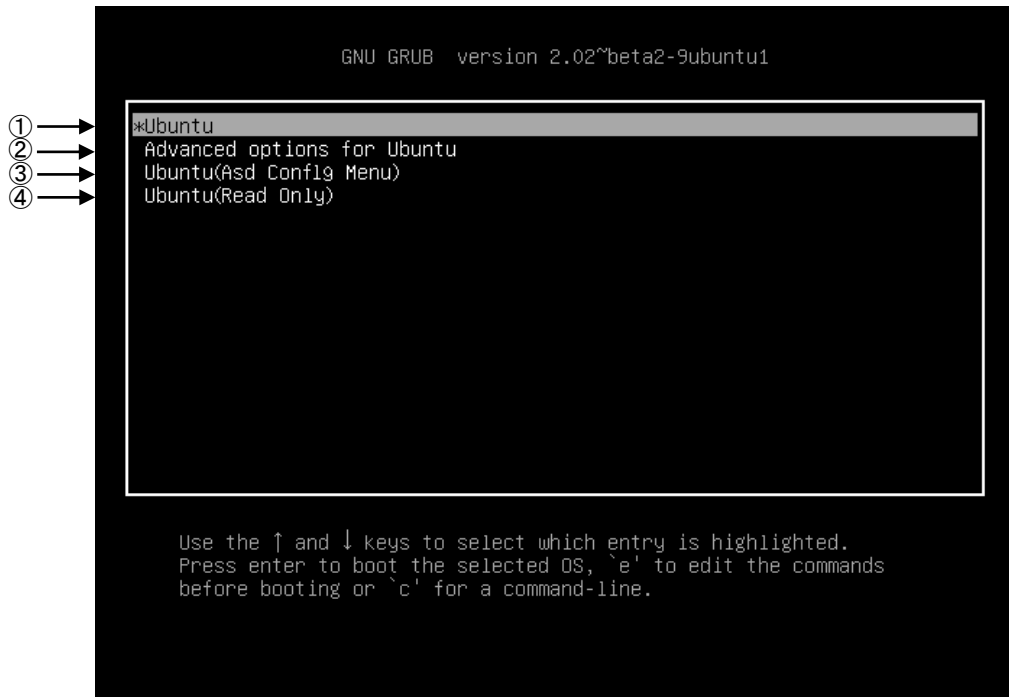 GNU GRUB version 2.02~beta2-9ubuntu1
① *Ubuntu
② Advanced options for Ubuntu
③ Ubuntu(Asd Conflg Menu)
④ Ubuntu(Read Only)
Use the ↑ and ↓ keys to select which entry is highlighted.
Press enter to boot the selected OS, `e' to edit the commands
before booting or `c' for a command-line.